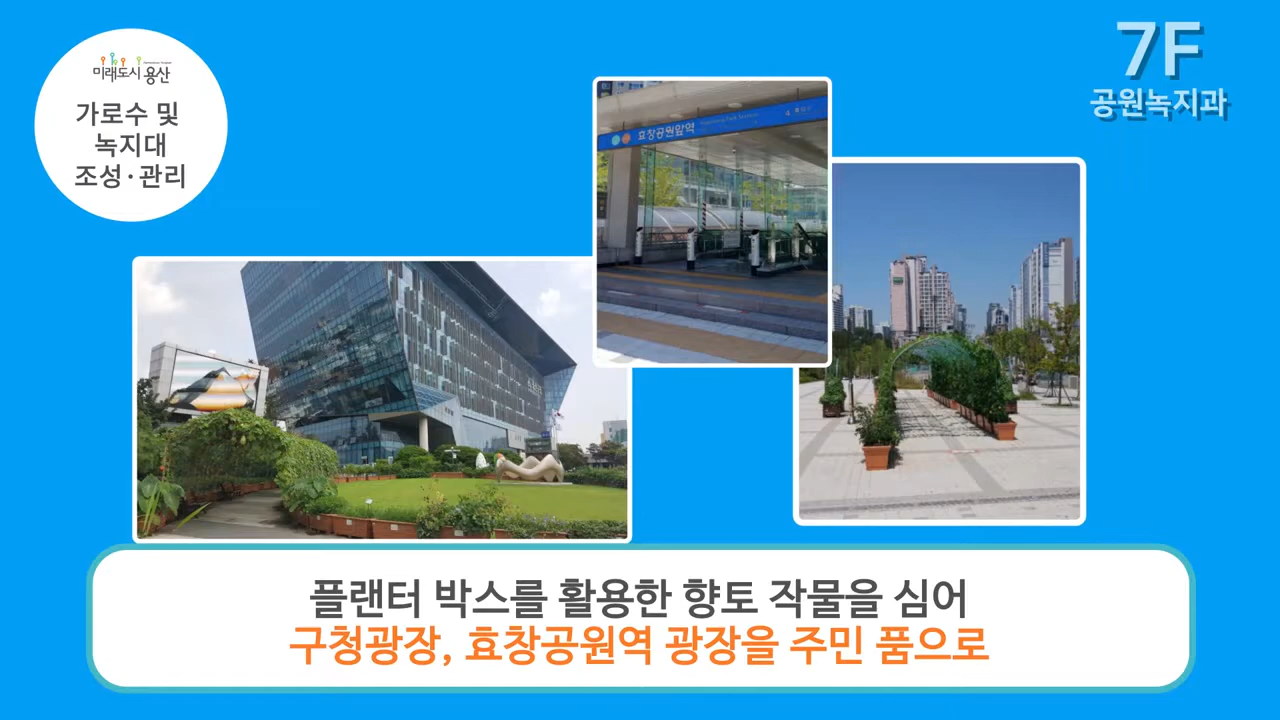 미래도시 용산
가로수 및
녹지대
조성·관리
7F
공원녹지과
효창공원앞역
플랜터 박스를 활용한 향토 작물을 심어
구청광장, 효창공원역 광장을 주민 품으로